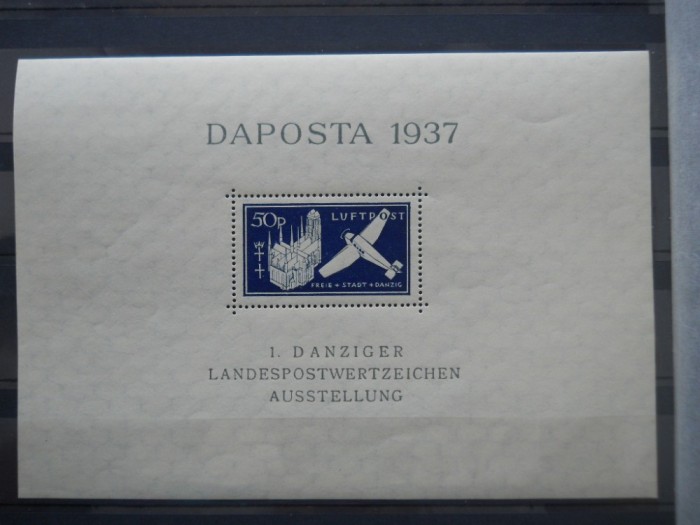 DAPOSTA 1937
50p LUFTPOST
FREIE + STADT + DANZIG
1. DANZIGER
LANDESPOSTWERTZEICHEN
AUSSTELLUNG